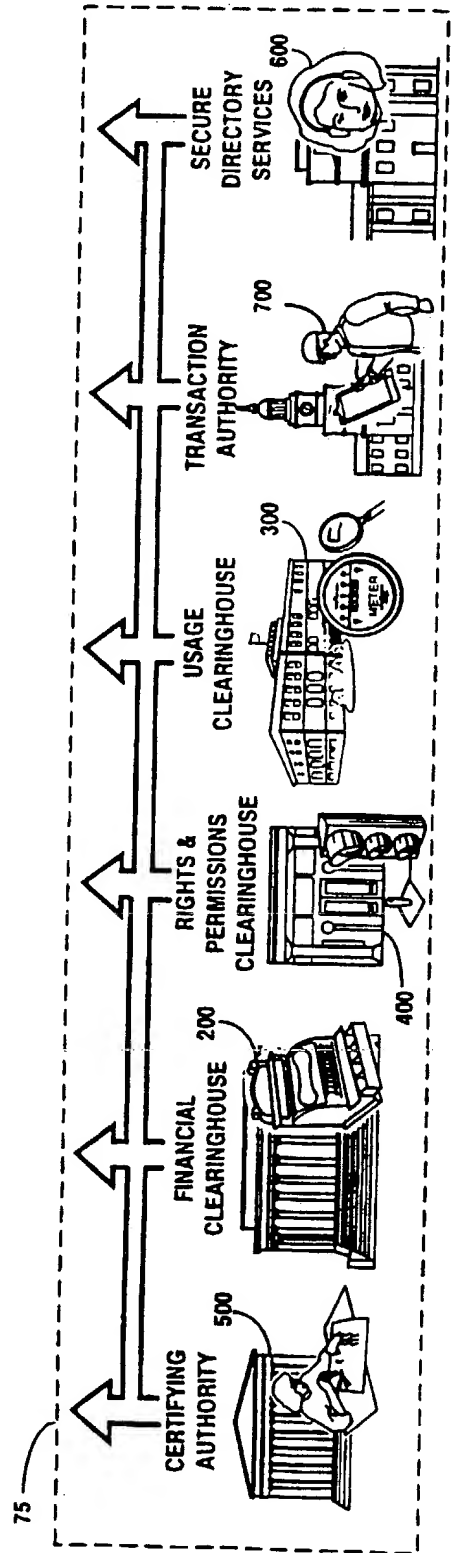 75
CERTIFYING
AUTHORITY
500
FINANCIAL
CLEARINGHOUSE
200
RIGHTS &
PERMISSIONS
CLEARINGHOUSE
400
USAGE
CLEARINGHOUSE
300
METER
TRANSACTION
AUTHORITY
700
SECURE
DIRECTORY
SERVICES
600